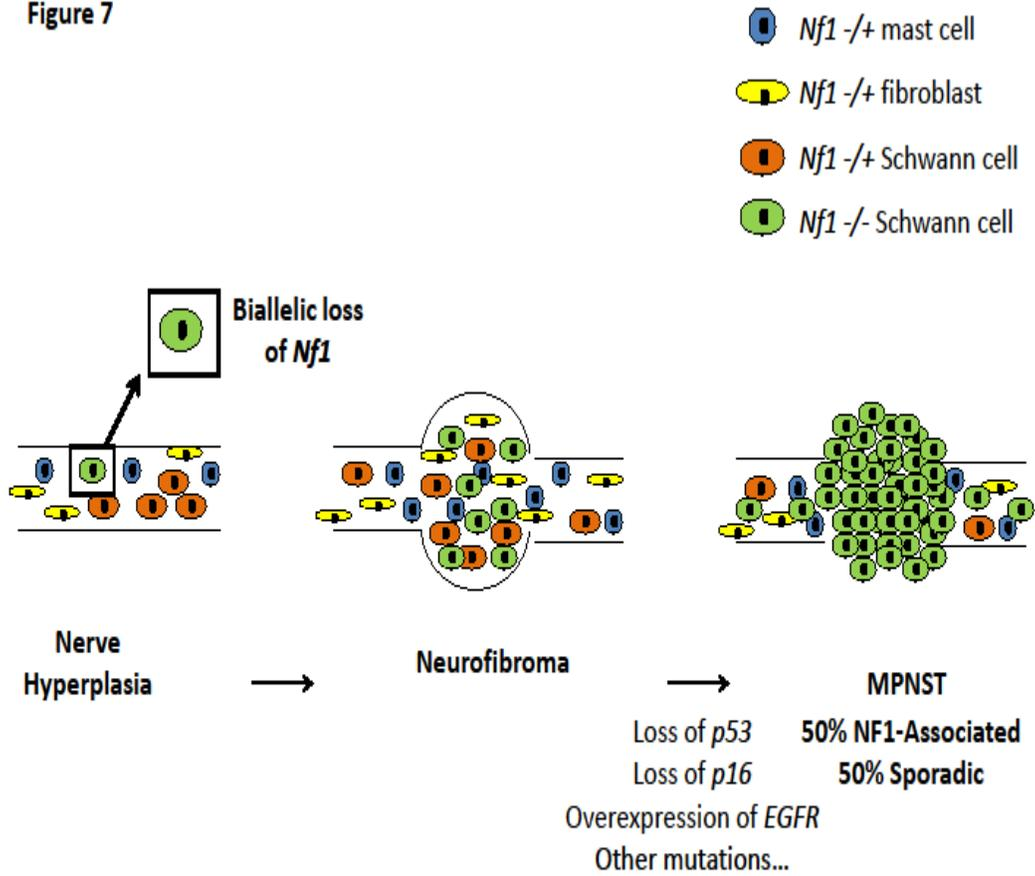 Figure 7
Nf1 -/+ mast cell
Nf1 -/+ fibroblast
Nf1 -/+ Schwann cell
Nf1 -/- Schwann cell
Biallelic loss
of Nf1
Nerve
Hyperplasia
Neurofibroma
MPNST
Loss of p53
50% NF1-Associated
Loss of p16
50% Sporadic
Overexpression of EGFR
Other mutations...